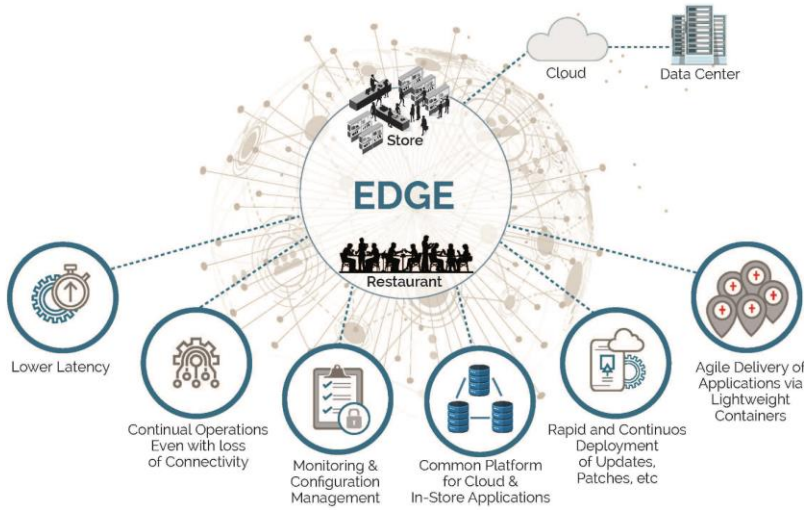 Cloud
Data Center
Store
EDGE
Restaurant
Lower Latency
Continual Operations
Even with loss
of Connectivity
Monitoring &
Configuration
Management
Common Platform
for Cloud &
In-Store Applications
Rapid and Continuos
Deployment
of Updates,
Patches, etc
Agile Delivery of
Applications via
Lightweight
Containers